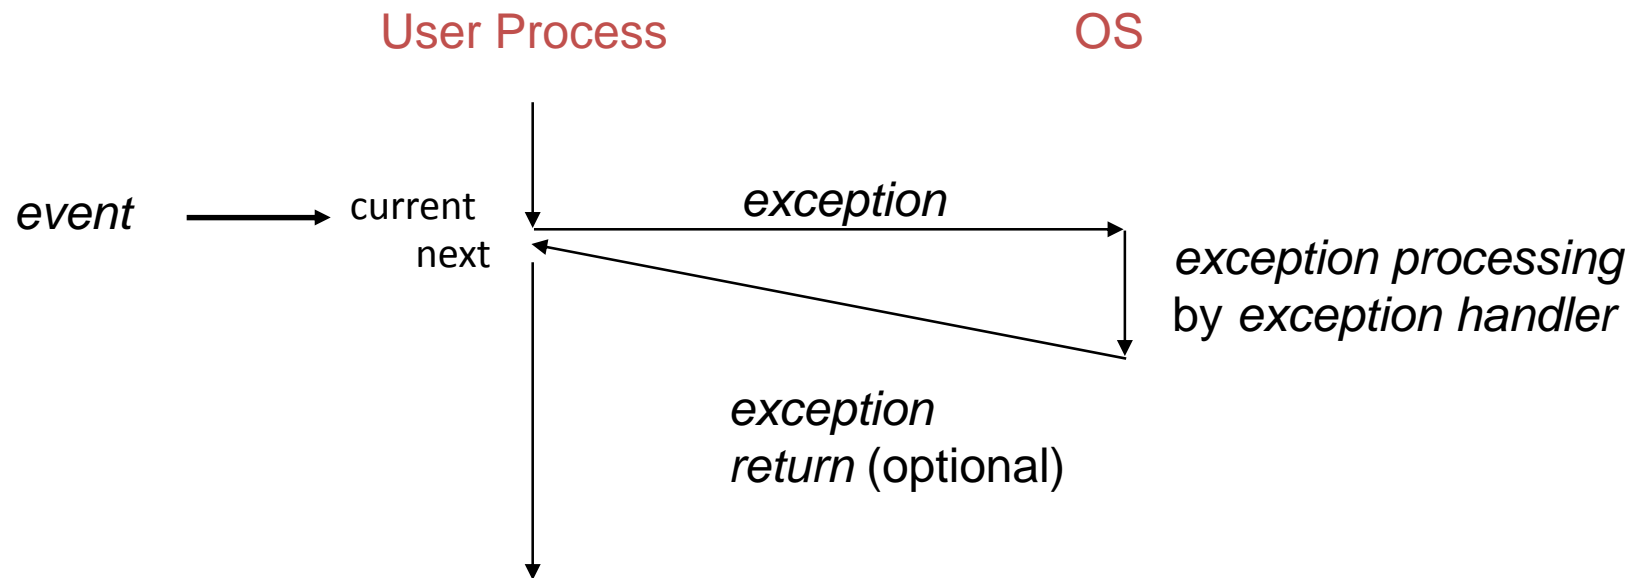 User Process
OS
event
current
next
exception
exception processing
by exception handler
exception
return (optional)